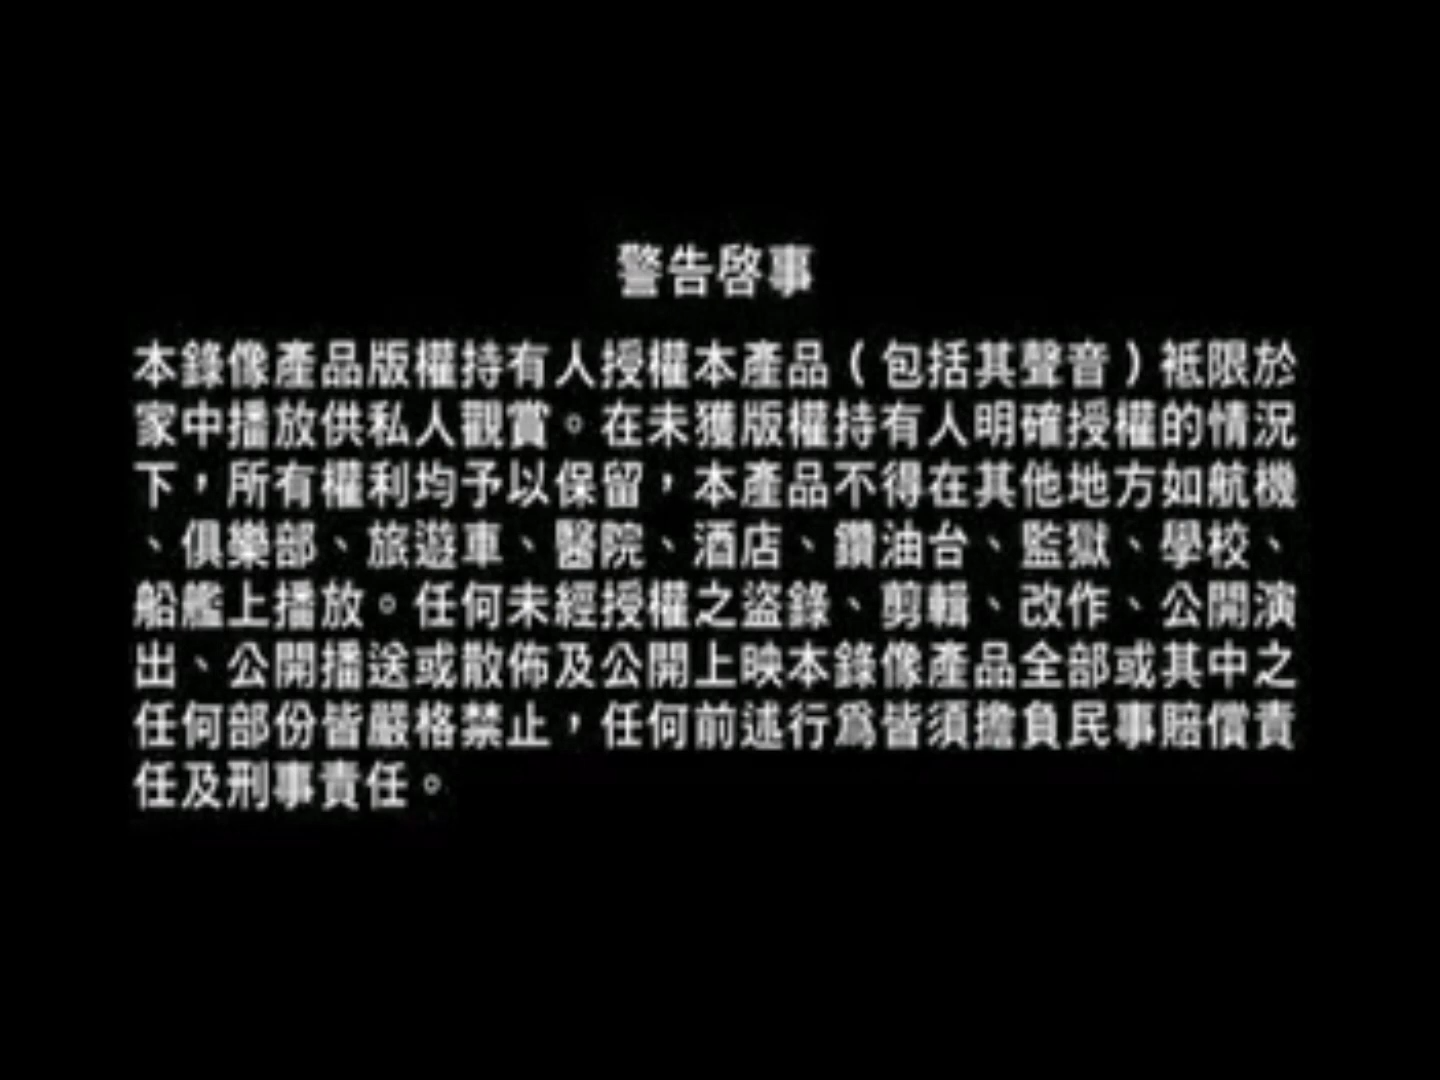 警告啓事
本錄像產品版權持有人授權本產品（包括其聲音）祗限於
家中播放供私人觀賞。在未獲版權持有人明確授權的情況
下，所有權利均予以保留，本產品不得在其他地方如航機
、俱樂部、旅遊車、醫院、酒店、鑽油台、監獄、學校、
船艦上播放。任何未經授權之盜錄、剪輯、改作、公開演
出、公開播送或散佈及公開上映本錄像產品全部或其中之
任何部份皆嚴格禁止，任何前述行爲皆須擔負民事賠償責
任及刑事責任。